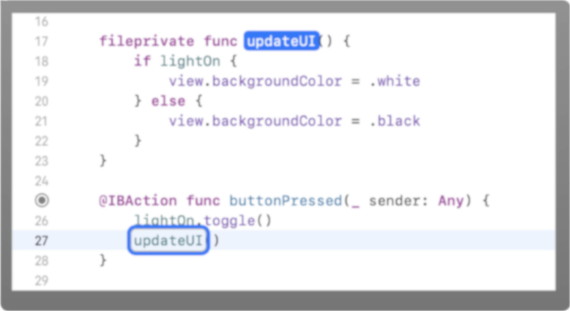 16
17 fileprivate func updateUI() {
18 if lightOn {
19 view.backgroundColor = .white
20 } else {
21 view.backgroundColor = .black
22 }
23 }
24
@IBAction func buttonPressed(_ sender: Any) {
26 lightOn.toggle()
27 updateUI()
28 }
29